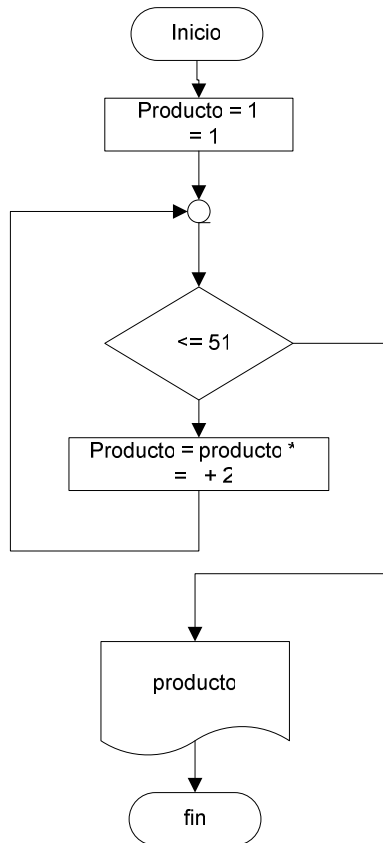 Inicio
Producto = 1
= 1
<= 51
Producto = producto *
= + 2
producto
fin